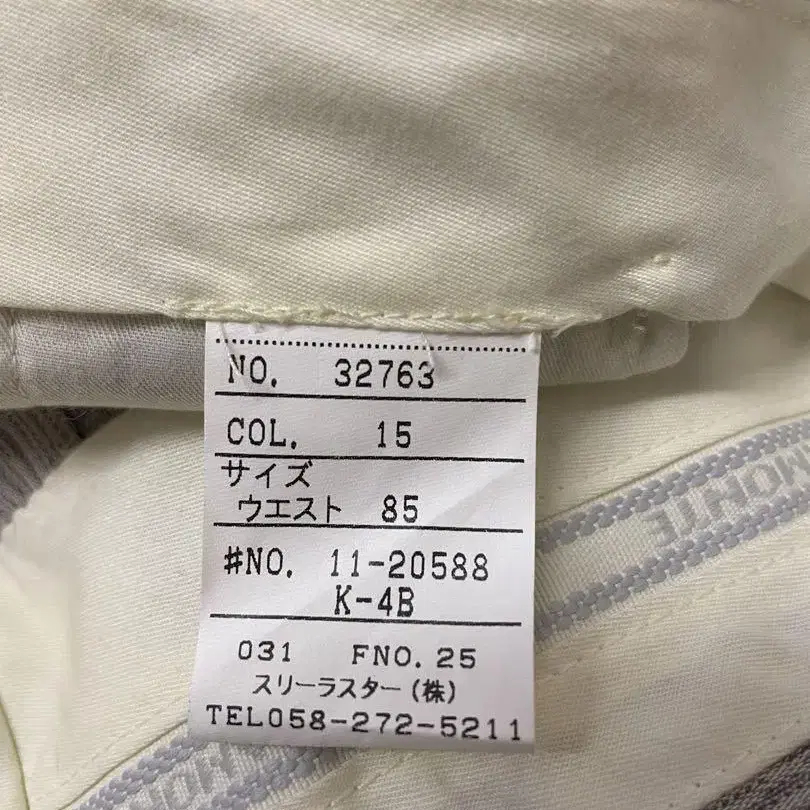 NO. 32763
COL. 15
サイズ
ウエスト 85
#NO. 11-20588
K-4B
031 FNO.25
スリーラスター(株)
TEL058-272-5211